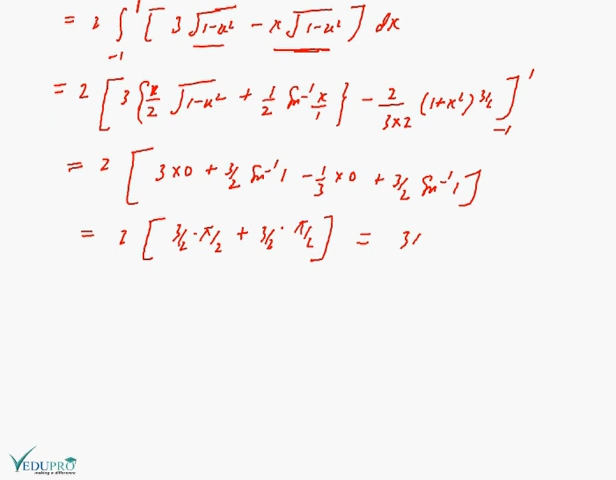 = 2 ∫₋₁¹ [ 3 √1-x² - x √1-x² ] dx
= 2 [ 3 { x/2 √1-x² + 1/2 sin⁻¹ x/1 } - 2/3×2 (1+x²)^3/2 ]₋₁¹
= 2 [ 3×0 + 3/2 sin⁻¹ 1 - 1/3 × 0 + 3/2 sin⁻¹ 1 ]
= 2 [ 3/2 · π/2 + 3/2 · π/2 ] = 3/
VEDUPRO
making a difference